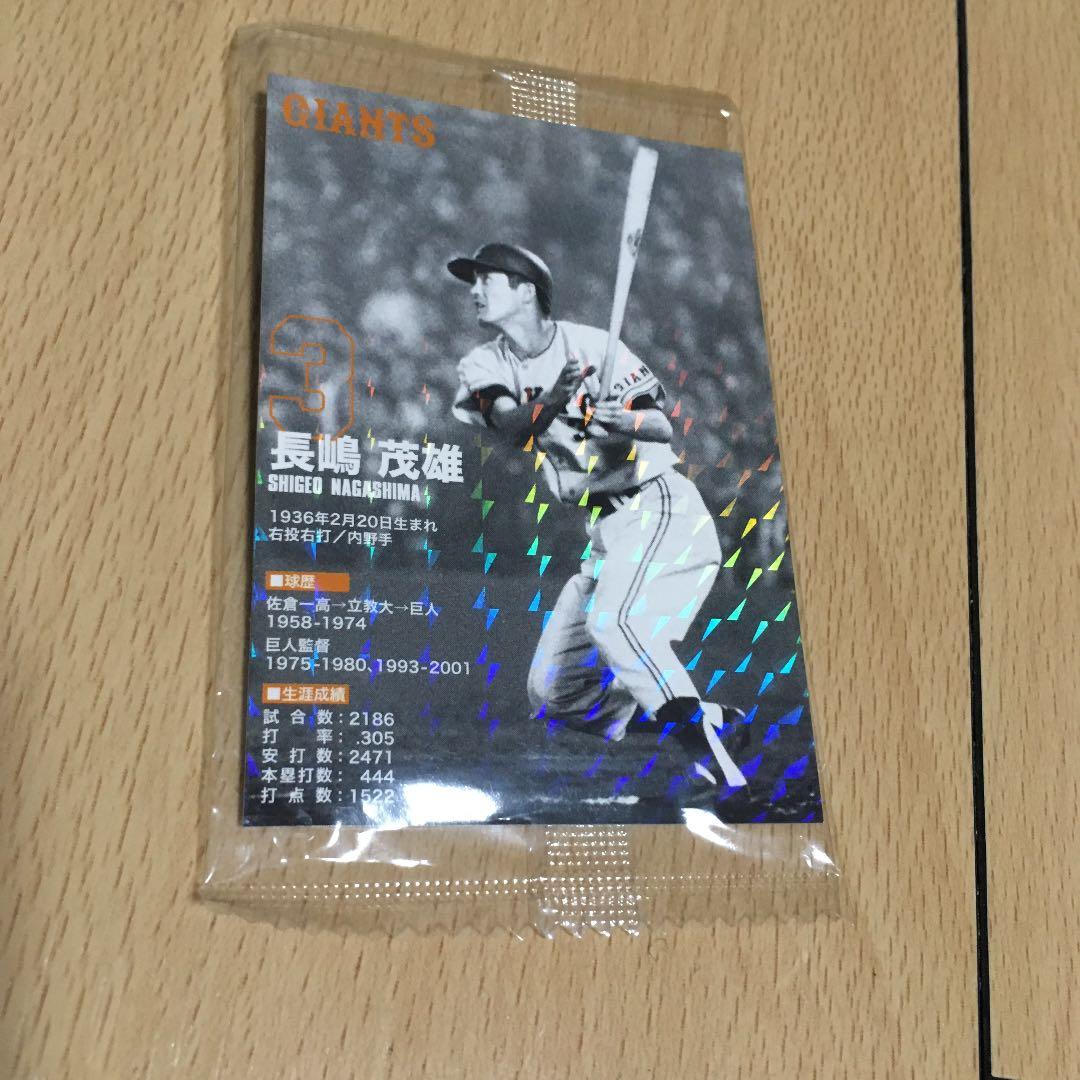 GIANTS
3
長嶋 茂雄
SHIGEO NAGASHIMA
1936年2月20日生まれ
右投右打／内野手
■球歴
佐倉一高→立教大→巨人
1958-1974
巨人監督
1975-1980、1993-2001
■生涯成績
試合数：2186
打率：.305
安打数：2471
本塁打数：444
打点数：1522
GIAN